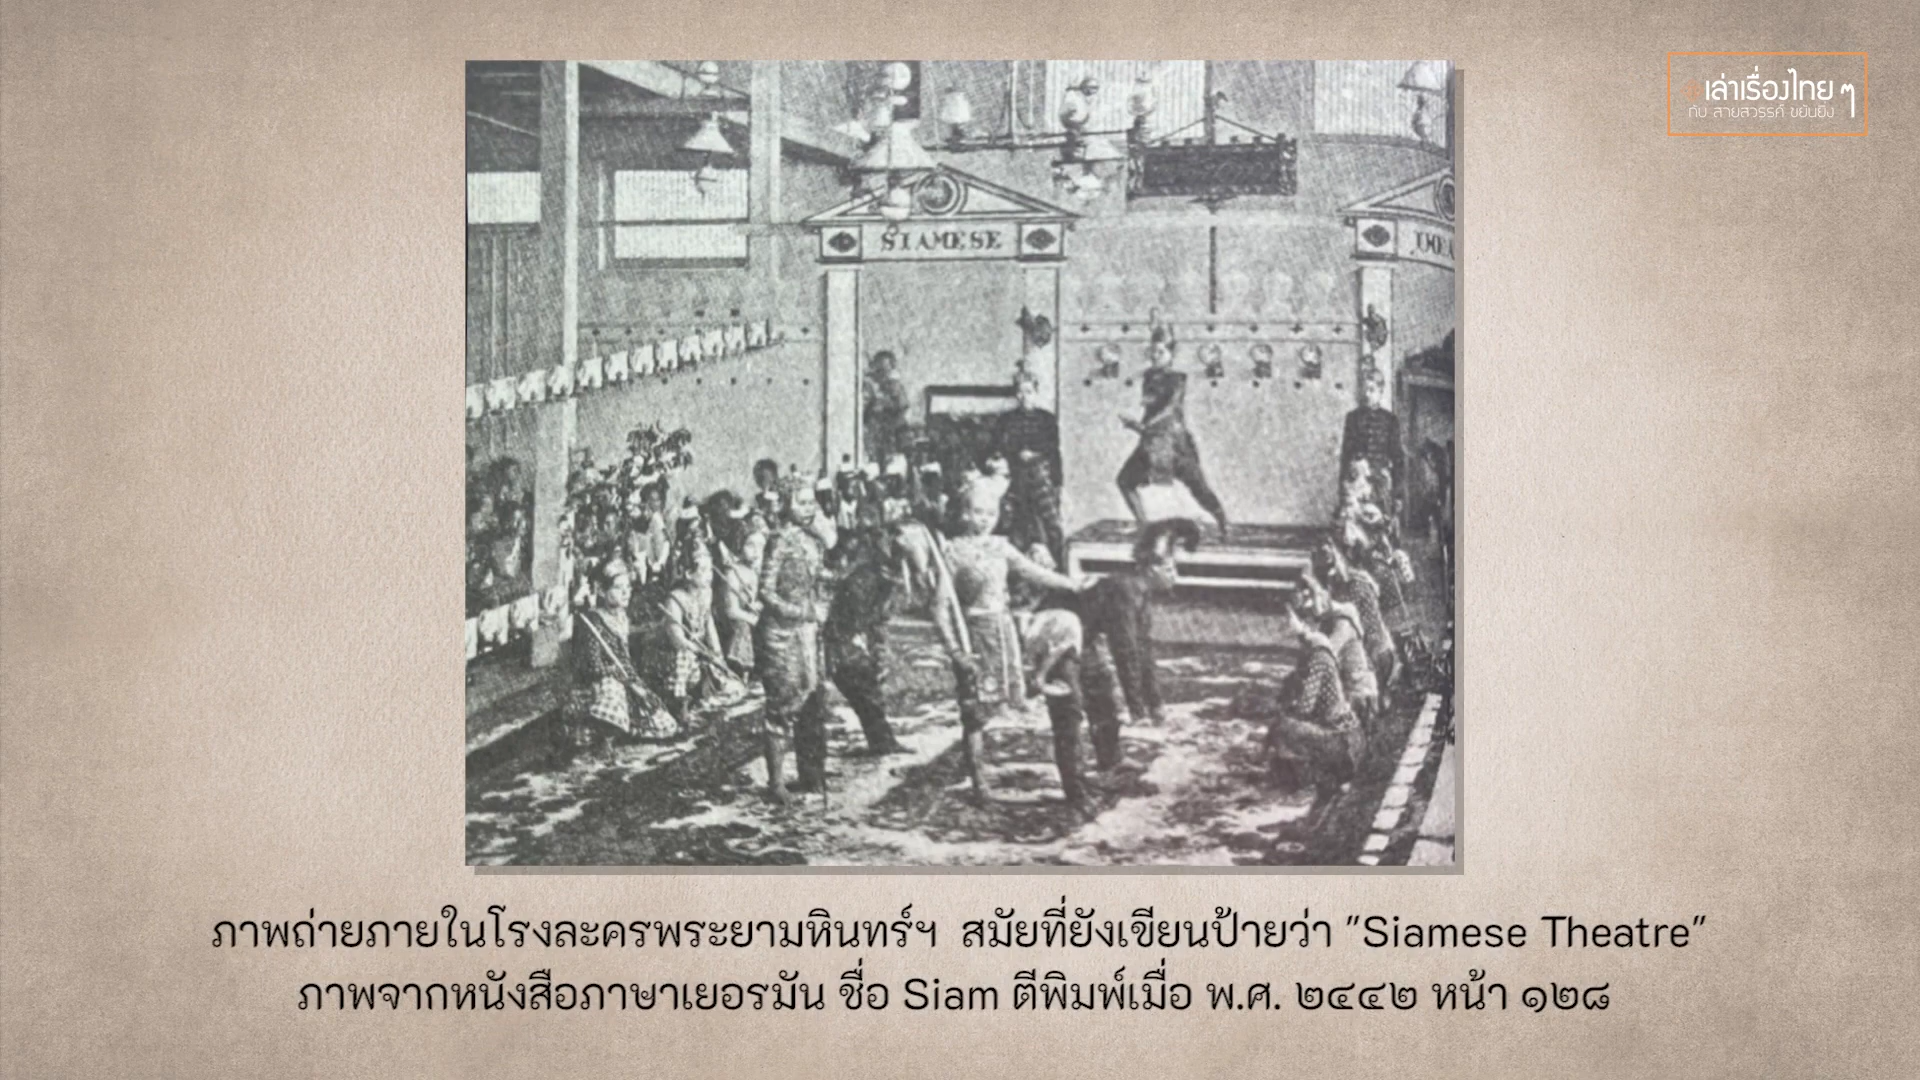 เล่าเรื่องไทย ๆ
กับ สายสวรรค์ ขยันยิ่ง
SIAMESE
ภาพถ่ายภายในโรงละครพระยามหินทร์ฯ สมัยที่ยังเขียนป้ายว่า "Siamese Theatre"
ภาพจากหนังสือภาษาเยอรมัน ชื่อ Siam ตีพิมพ์เมื่อ พ.ศ. ๒๔๔๒ หน้า ๑๒๘